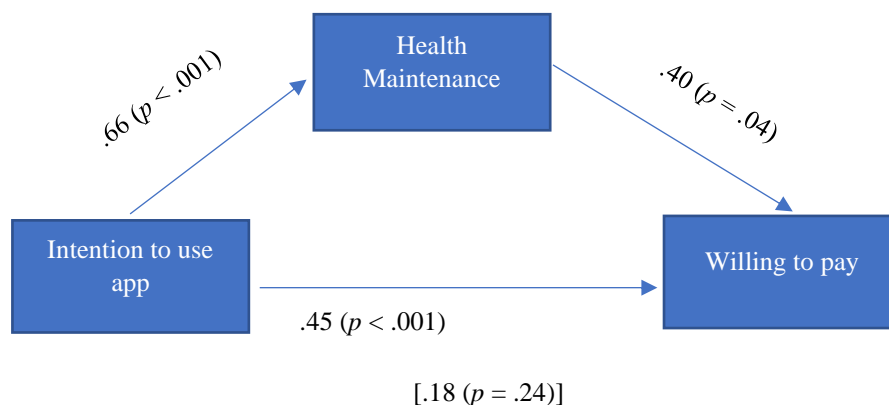 Health
Maintenance
.66 (p < .001)
.40 (p = .04)
Intention to use
app
Willing to pay
.45 (p < .001)
[.18 (p = .24)]